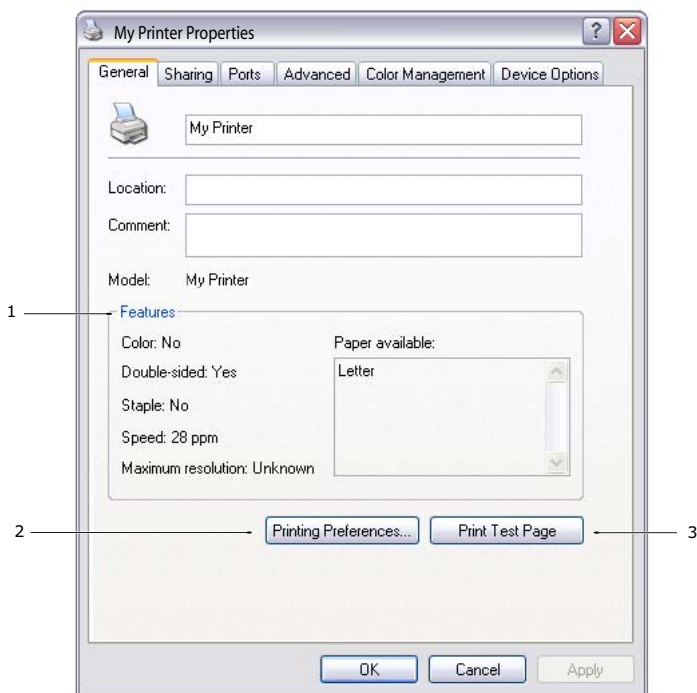 My Printer Properties
General Sharing Ports Advanced Color Management Device Options
My Printer
Location:
Comment:
Model: My Printer
1
Features
Color: No
Paper available:
Double-sided: Yes
Letter
Staple: No
Speed: 28 ppm
Maximum resolution: Unknown
2
Printing Preferences...
Print Test Page
3
OK
Cancel
Apply